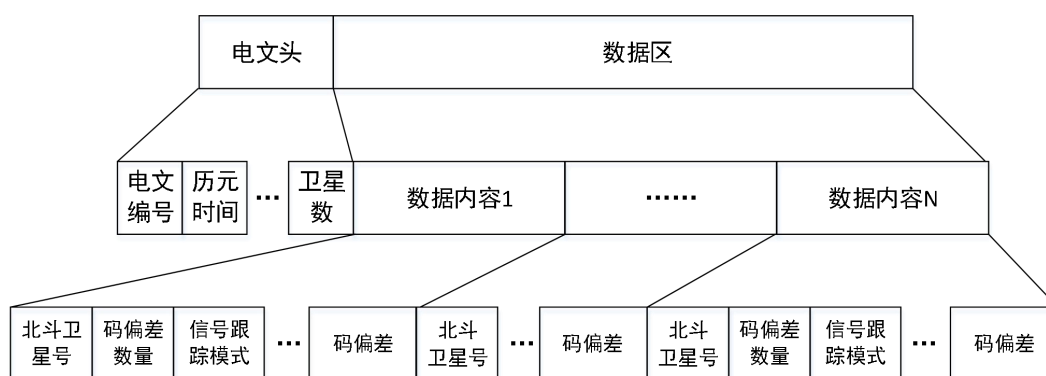 电文头
数据区
电文
编号
历元
时间
...
卫星
数
数据内容1
......
数据内容N
北斗卫
星号
码偏差
数量
信号跟
踪模式
...
码偏差
北斗
卫星号
...
码偏差
北斗
卫星号
码偏差
数量
信号跟
踪模式
...
码偏差